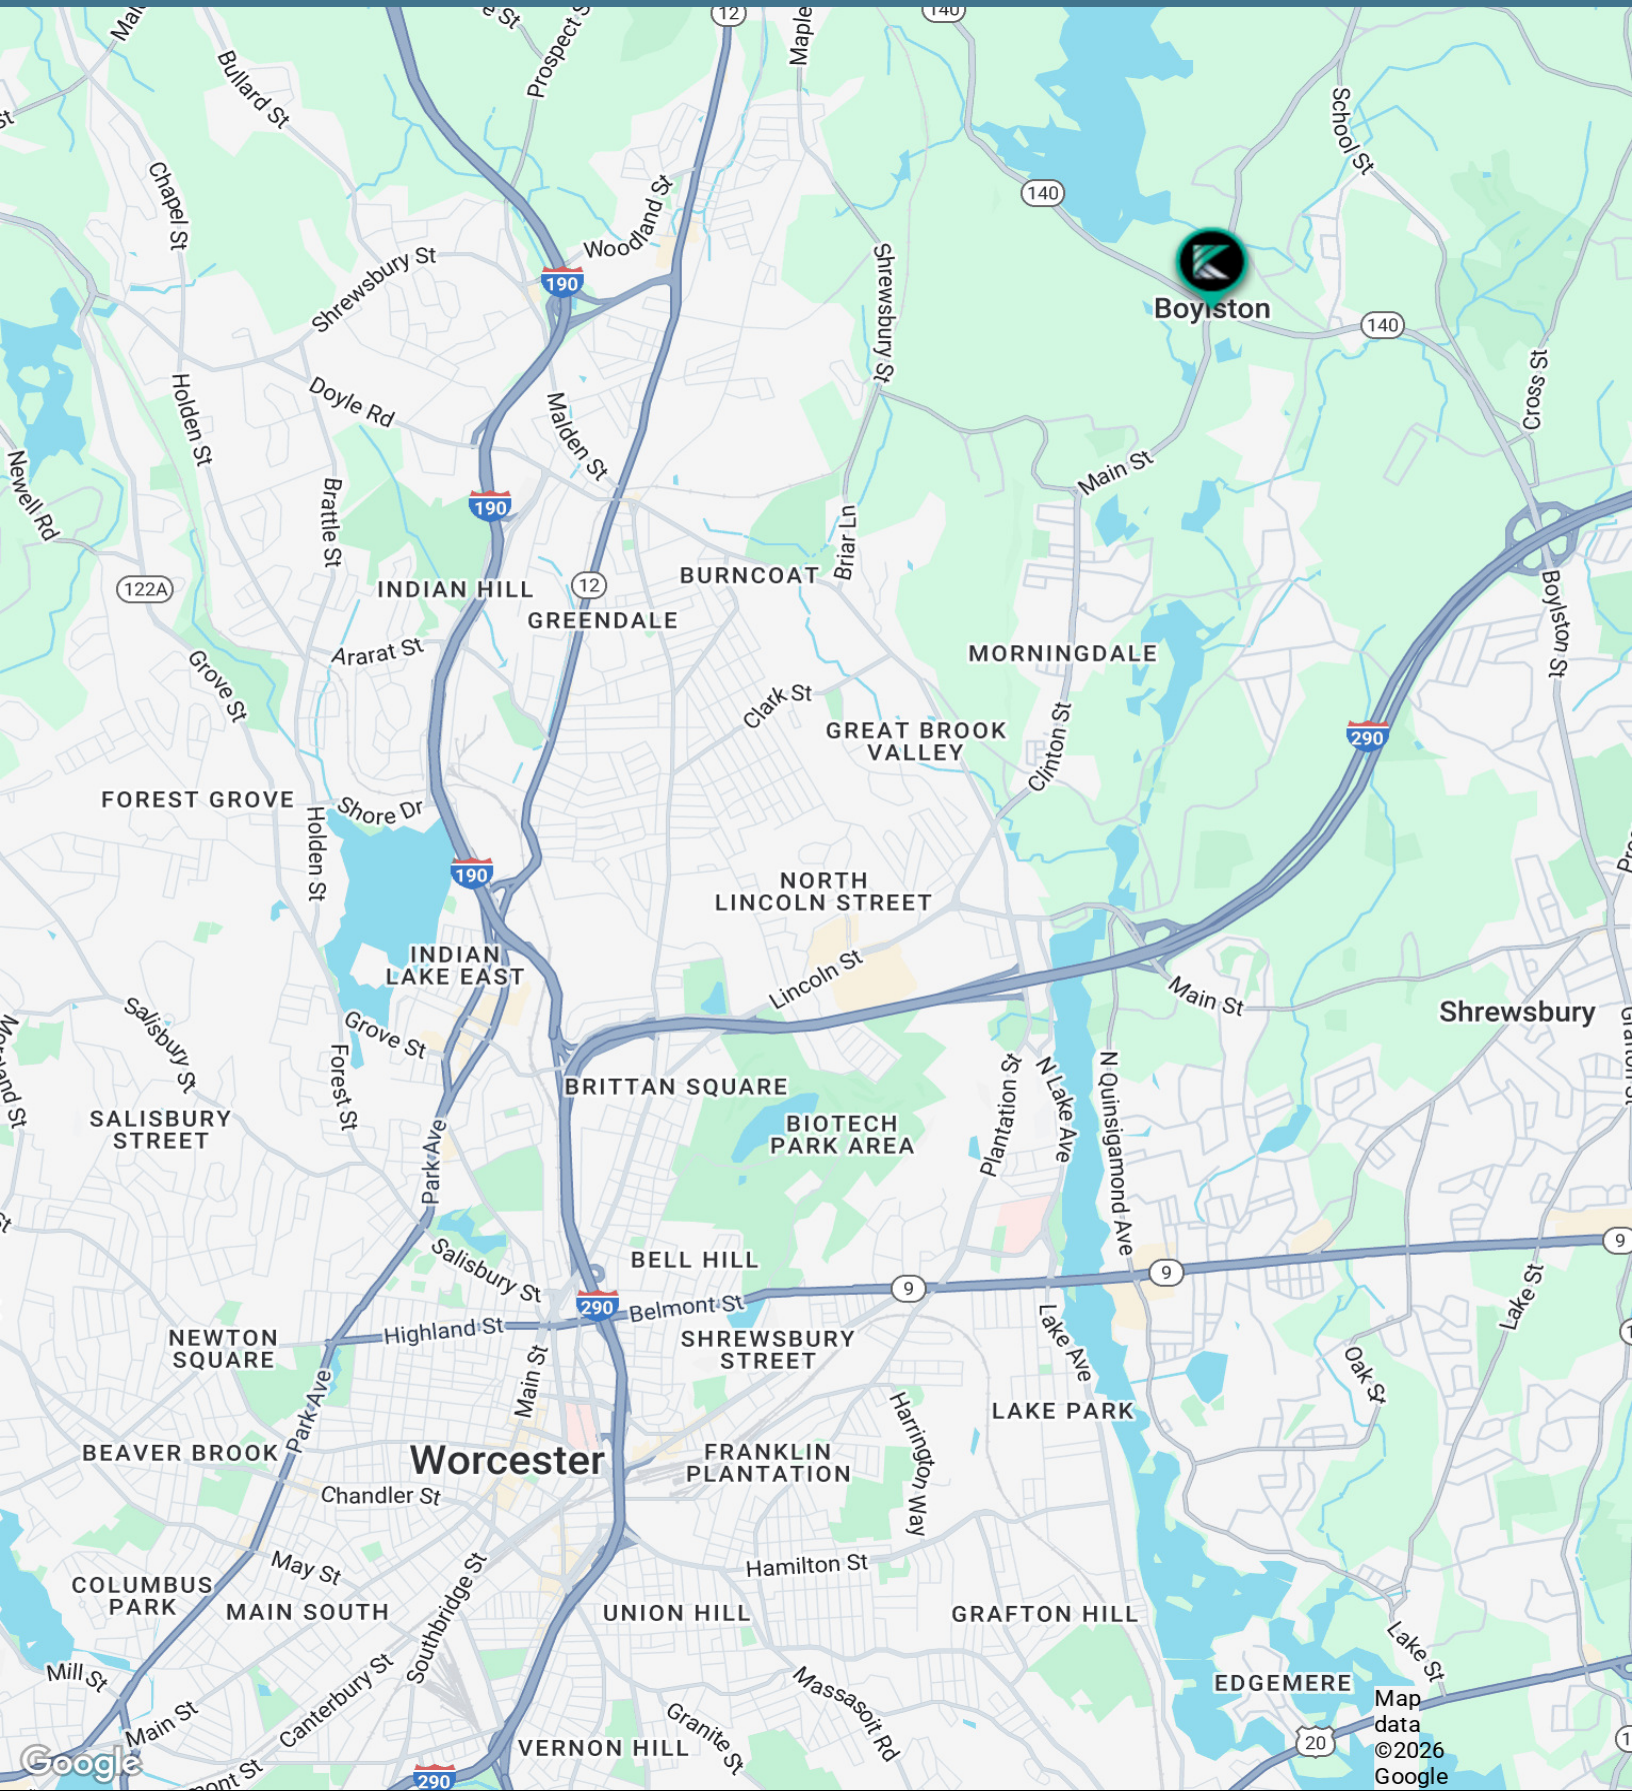 12
140
Prospect S
Maple
Bullard St
School St
Chapel St
140
Woodland St
Shrewsbury St
190
Shrewsbury St
Boylston
140
Doyle Rd
Holden St
Malden St
Cross St
Newell Rd
Brattle St
Main St
190
Briar Ln
122A
INDIAN HILL
12
BURNCOAT
GREENDALE
Boylston St
Ararat St
MORNINGDALE
Grove St
Clark St
GREAT BROOK
VALLEY
Clinton St
290
FOREST GROVE
Shore Dr
Holden St
190
NORTH
LINCOLN STREET
INDIAN
LAKE EAST
Lincoln St
Main St
Salisbury St
Grove St
Shrewsbury
Forest St
BRITTAN SQUARE
SALISBURY
STREET
BIOTECH
PARK AREA
Plantation St
N Lake Ave
N Quinsigamond Ave
Park Ave
Salisbury St
BELL HILL
9
9
9
290
Belmont St
Highland St
Lake St
NEWTON
SQUARE
SHREWSBURY
STREET
Lake Ave
Oak St
Main St
Park Ave
LAKE PARK
BEAVER BROOK
Worcester
FRANKLIN
PLANTATION
Harrington Way
Chandler St
May St
Hamilton St
COLUMBUS
PARK
MAIN SOUTH
Southbridge St
UNION HILL
GRAFTON HILL
Mill St
Canterbury St
Massasoit Rd
Lake St
EDGEMERE
Main St
Granite St
VERNON HILL
20
290
Google
Map
data
©2026
Google